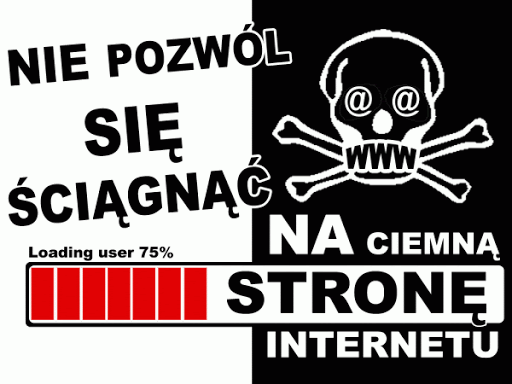 NIE POZWÓL
SIĘ
ŚCIĄGNĄĆ
@ @
WWW
NA CIEMNĄ
Loading user 75%
STRONĘ
INTERNETU